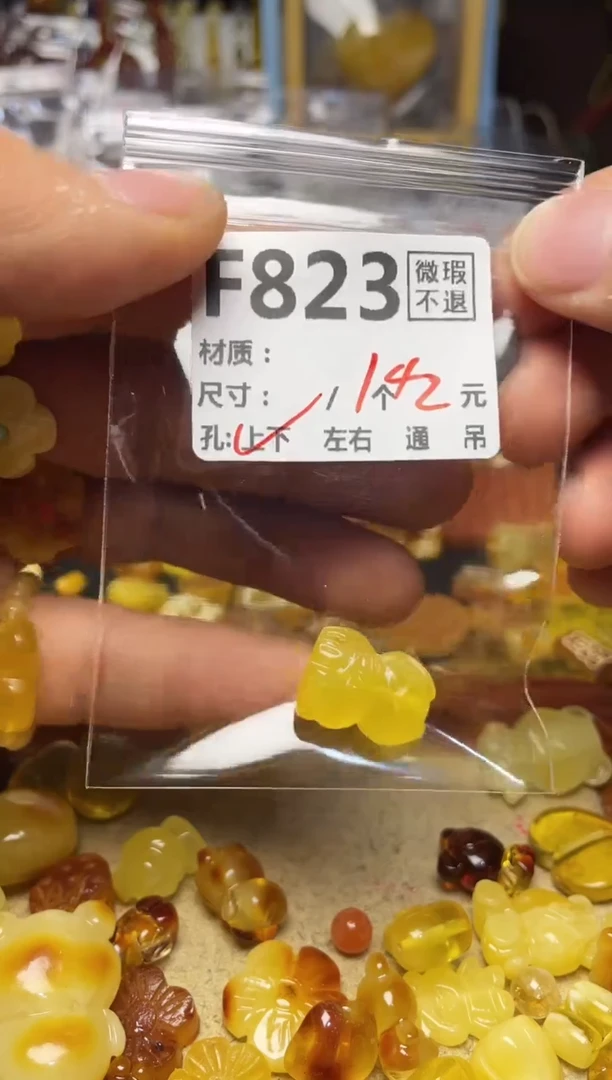 F823 微瑕
不退
材质：
尺寸： / 个 142 元
孔:上下 左右 通 吊